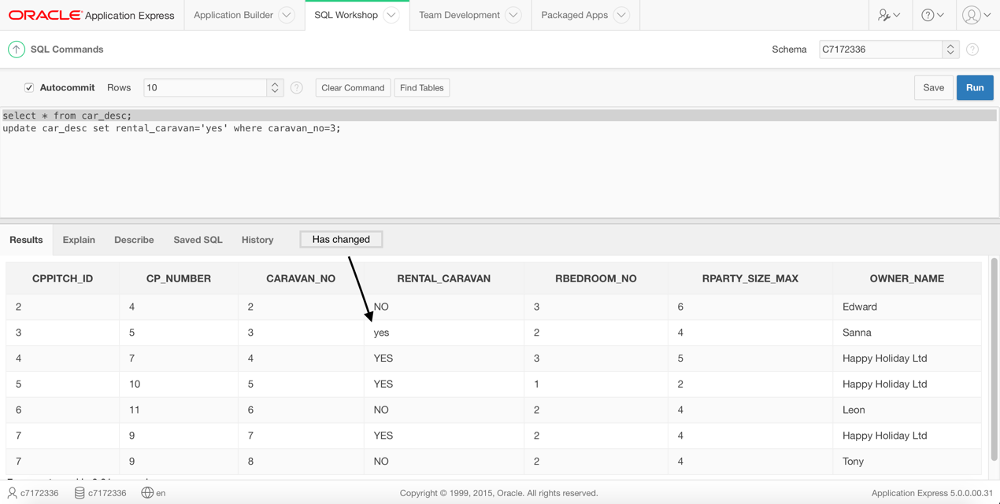 ORACLE Application Express Application Builder SQL Workshop Team Development Packaged Apps
SQL Commands Schema C7172336
Autocommit Rows 10 Clear Command Find Tables Save Run
select * from car_desc;
update car_desc set rental_caravan='yes' where caravan_no=3;
Results Explain Describe Saved SQL History Has changed
CPPITCH_ID CP_NUMBER CARAVAN_NO RENTAL_CARAVAN RBEDROOM_NO RPARTY_SIZE_MAX OWNER_NAME
2 4 2 NO 3 6 Edward
3 5 3 yes 2 4 Sanna
4 7 4 YES 3 5 Happy Holiday Ltd
5 10 5 YES 1 2 Happy Holiday Ltd
6 11 6 NO 2 4 Leon
7 9 7 YES 2 4 Happy Holiday Ltd
7 9 8 NO 2 4 Tony
c7172336 c7172336 en Copyright © 1999, 2015, Oracle. All rights reserved. Application Express 5.0.0.00.31